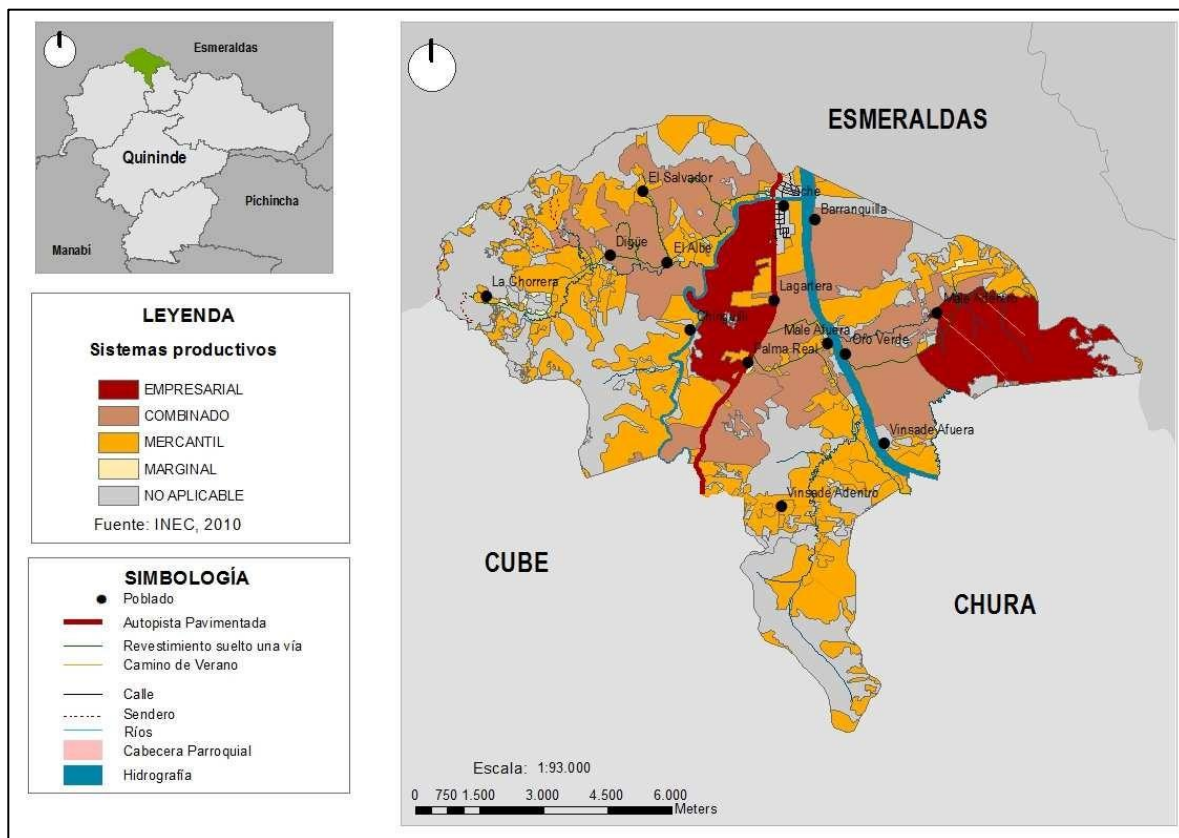 Esmeraldas
Quininde
Pichincha
Manabí
LEYENDA
Sistemas productivos
EMPRESARIAL
COMBINADO
MERCANTIL
MARGINAL
NO APLICABLE
Fuente: INEC, 2010
SIMBOLOGÍA
Poblado
Autopista Pavimentada
Revestimiento suelto una vía
Camino de Verano
Calle
Sendero
Ríos
Cabecera Parroquial
Hidrografía
ESMERALDAS
El Salvador
Barranquilla
Digüe
El Albe
La Chorrera
Lagartera
Male Adentro
Male Afuera
Oro Verde
Palma Real
Vinsade Afuera
Vinsade Adentro
CUBE
CHURA
Escala: 1:93.000
0 750 1.500 3.000 4.500 6.000
Meters